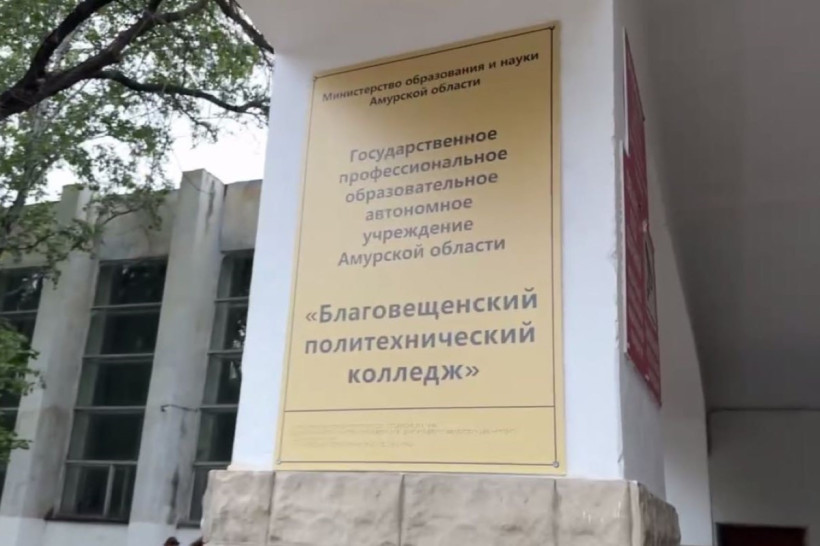 Министерство образования и науки
Амурской области
Государственное
профессиональное
образовательное
автономное
учреждение
Амурской области
«Благовещенский
политехнический
колледж»